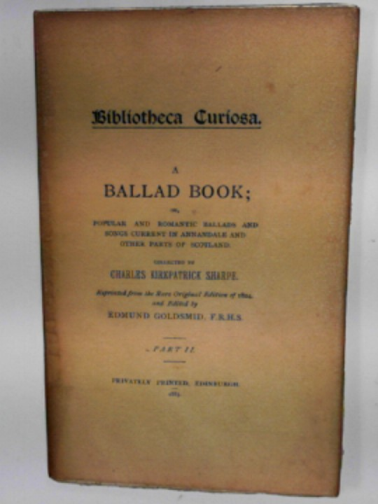 Bibliotheca Curiosa.
A
BALLAD BOOK;
OR,
POPULAR AND ROMANTIC BALLADS AND
SONGS CURRENT IN ANNANDALE AND
OTHER PARTS OF SCOTLAND.
COLLECTED BY
CHARLES KIRKPATRICK SHARPE.
Reprinted from the Rare Original Edition of
and Edited by
EDMUND GOLDSMID, F.R.H.S.
PART II.
PRIVATELY PRINTED, EDINBURGH.